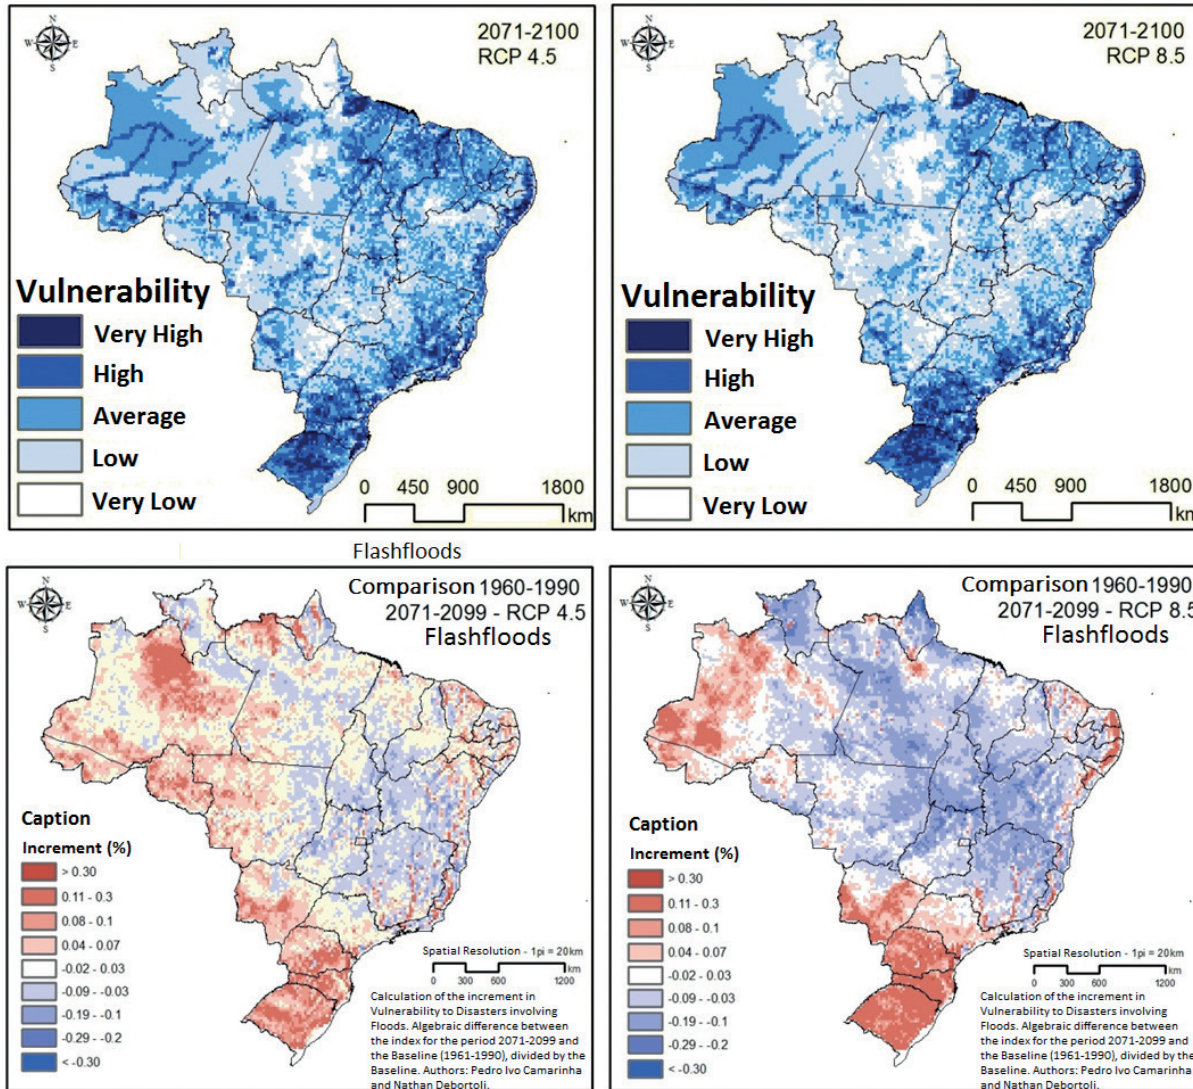 N
W E
S
2071-2100
RCP 4.5
Vulnerability
Very High
High
Average
Low
Very Low
0 450 900 1800
km
N
W E
S
2071-2100
RCP 8.5
Vulnerability
Very High
High
Average
Low
Very Low
0 450 900 1800
km
Flashfloods
N
W E
S
Comparison 1960-1990
2071-2099 - RCP 4.5
Flashfloods
Caption
Increment (%)
> 0.30
0.11 - 0.3
0.08 - 0.1
0.04 - 0.07
-0.02 - 0.03
-0.09 - -0.03
-0.19 - -0.1
-0.29 - -0.2
< -0.30
Spatial Resolution - 1pi = 20km
km
0 300 600 1200
Calculation of the increment in
Vulnerability to Disasters involving
Floods. Algebraic difference between
the index for the period 2071-2099 and
the Baseline (1961-1990), divided by the
Baseline. Authors: Pedro Ivo Camarinha
and Nathan Debortoli.
N
W E
S
Comparison 1960-1990
2071-2099 - RCP 8.5
Flashfloods
Caption
Increment (%)
> 0.30
0.11 - 0.3
0.08 - 0.1
0.04 - 0.07
-0.02 - 0.03
-0.09 - -0.03
-0.19 - -0.1
-0.29 - -0.2
< -0.30
Spatial Resolution - 1pi = 20km
km
0 300 600 1200
Calculation of the increment in
Vulnerability to Disasters involving
Floods. Algebraic difference between
the index for the period 2071-2099 and
the Baseline (1961-1990), divided by the
Baseline. Authors: Pedro Ivo Camarinha
and Nathan Debortoli.